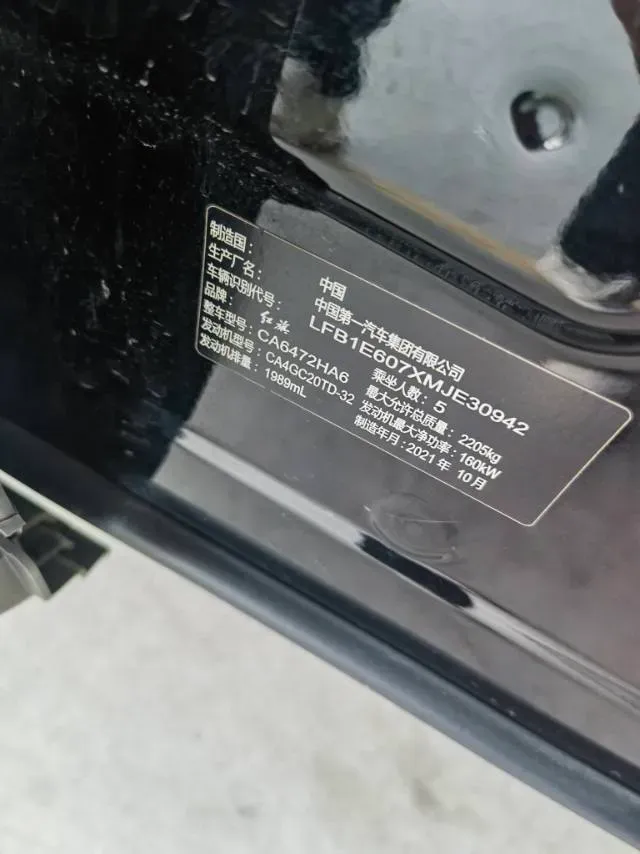 制造国： 中国
生产厂名： 中国第一汽车集团有限公司
车辆识别代号： LFB1E607XMJE30942
品牌： 红旗 乘坐人数：5
整车型号：CA6472HA6 最大允许总质量：2205kg
发动机型号：CA4GC20TD-32 发动机最大净功率：160kW
发动机排量：1989mL 制造年月：2021年 10月